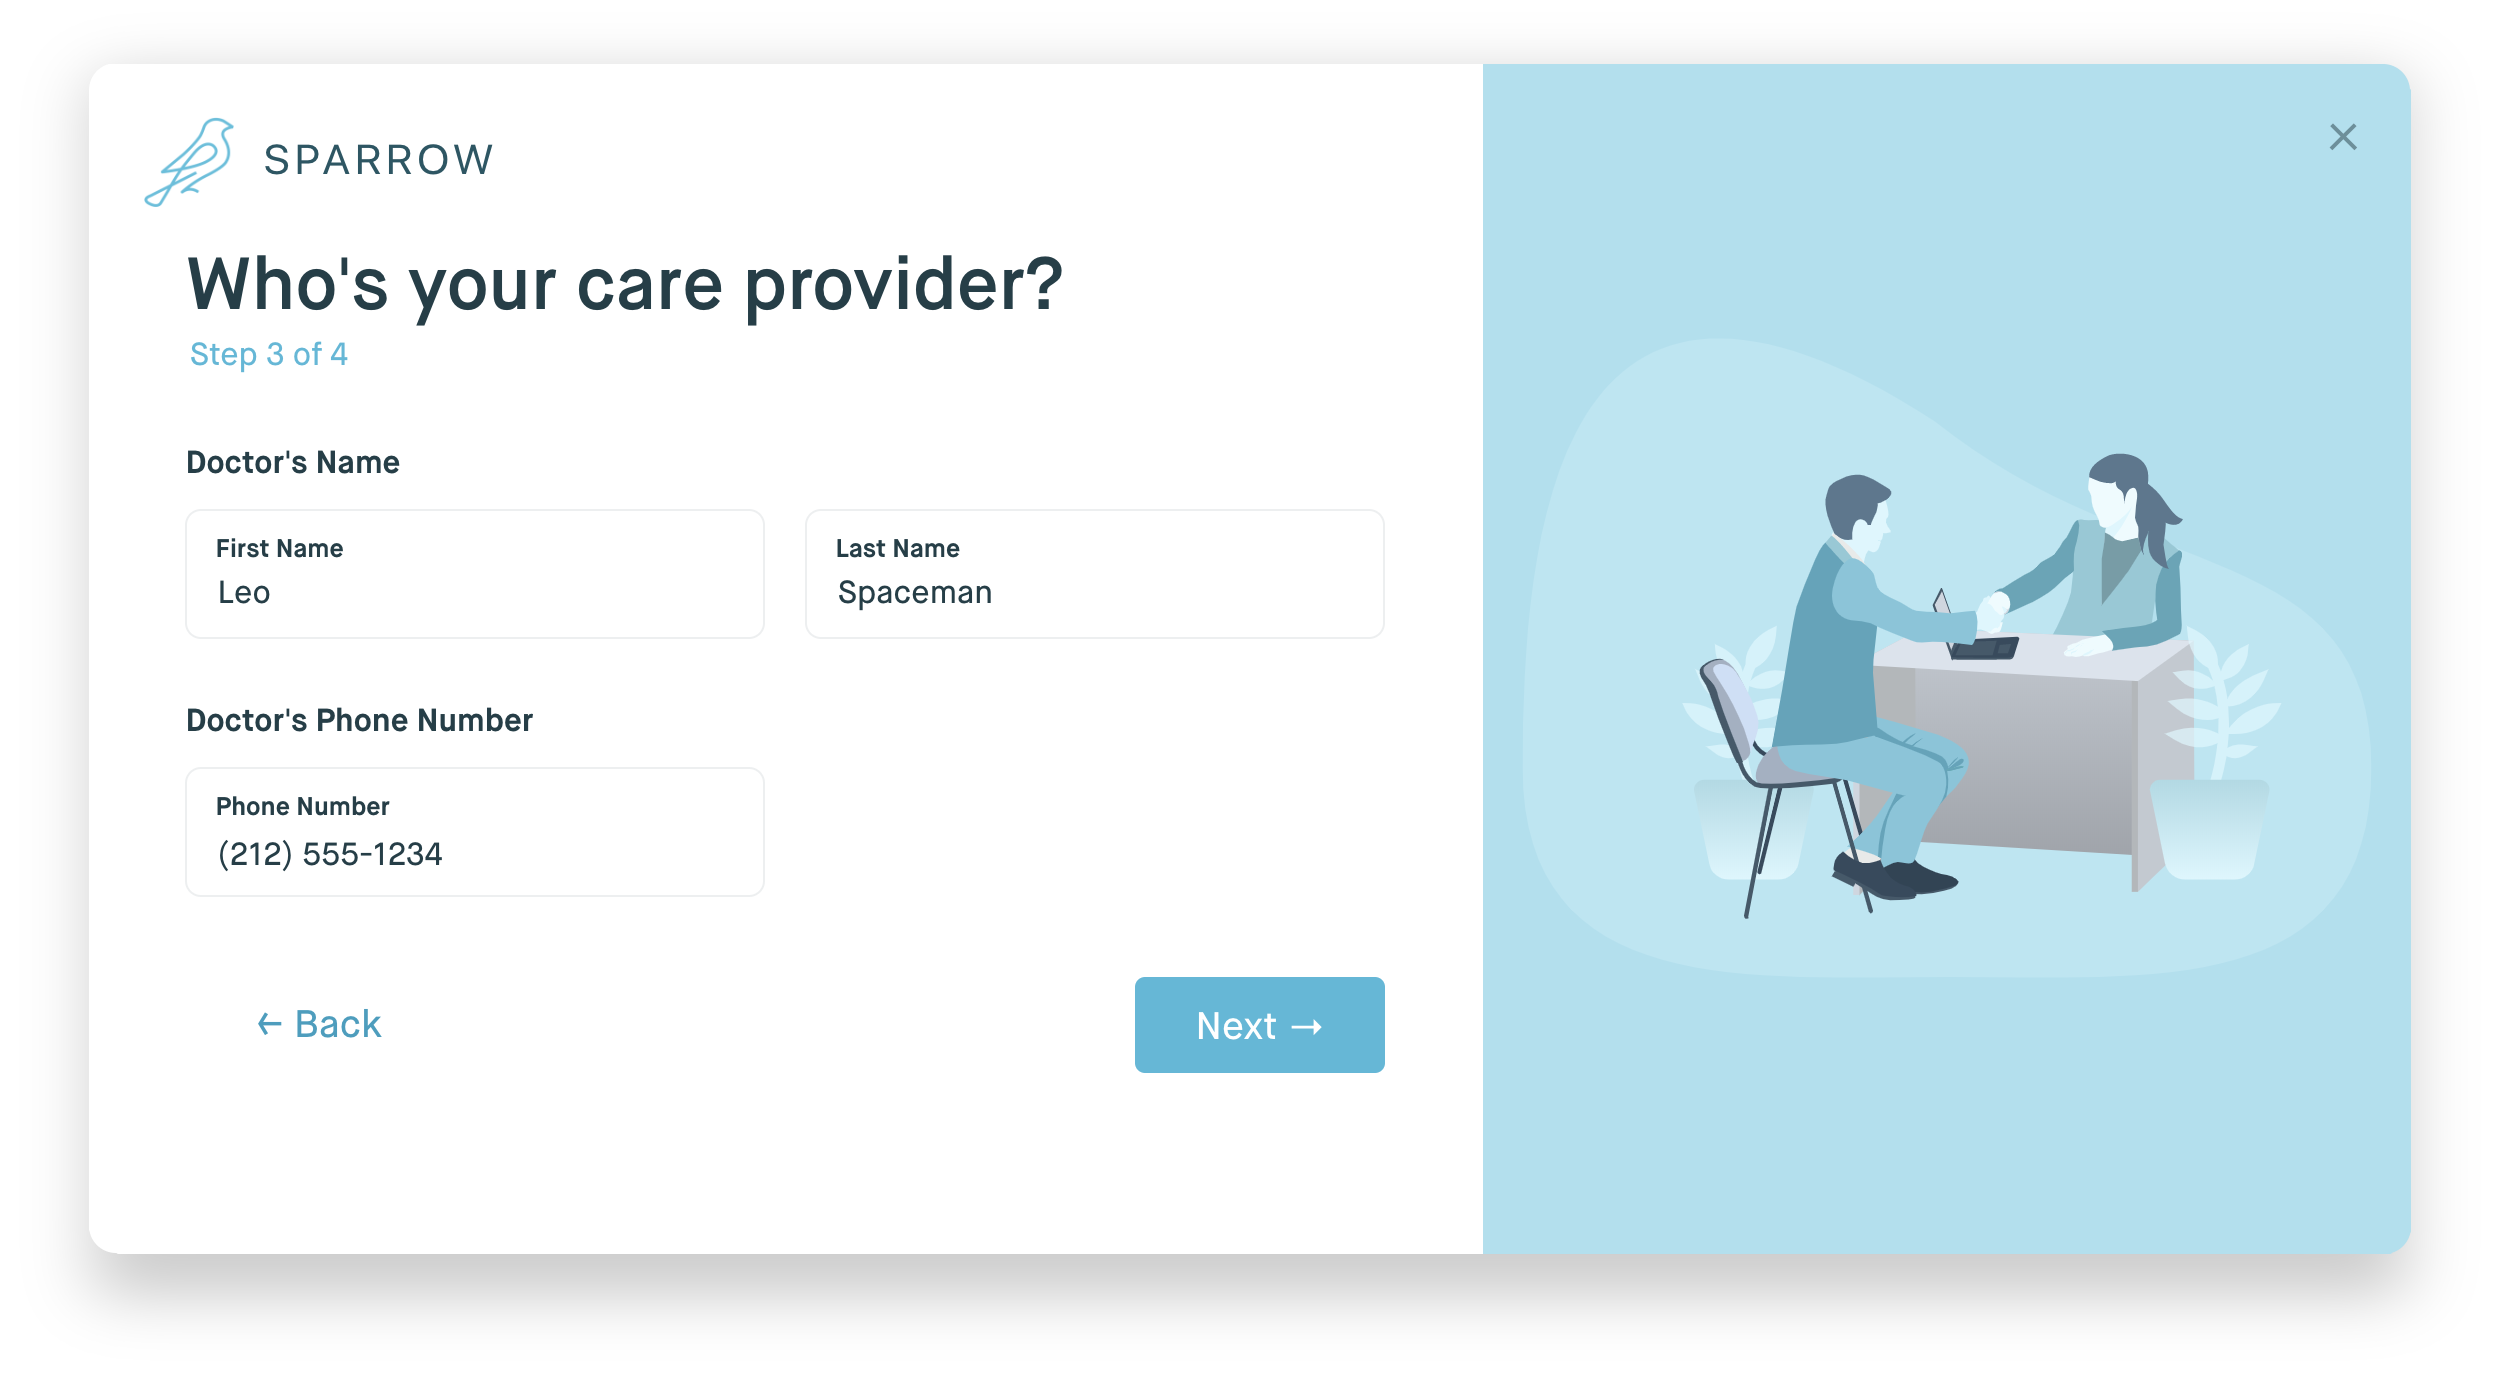 SPARROW
Who's your care provider?
Step 3 of 4
Doctor's Name
First Name
Leo
Last Name
Spaceman
Doctor's Phone Number
Phone Number
(212) 555-1234
← Back
Next →